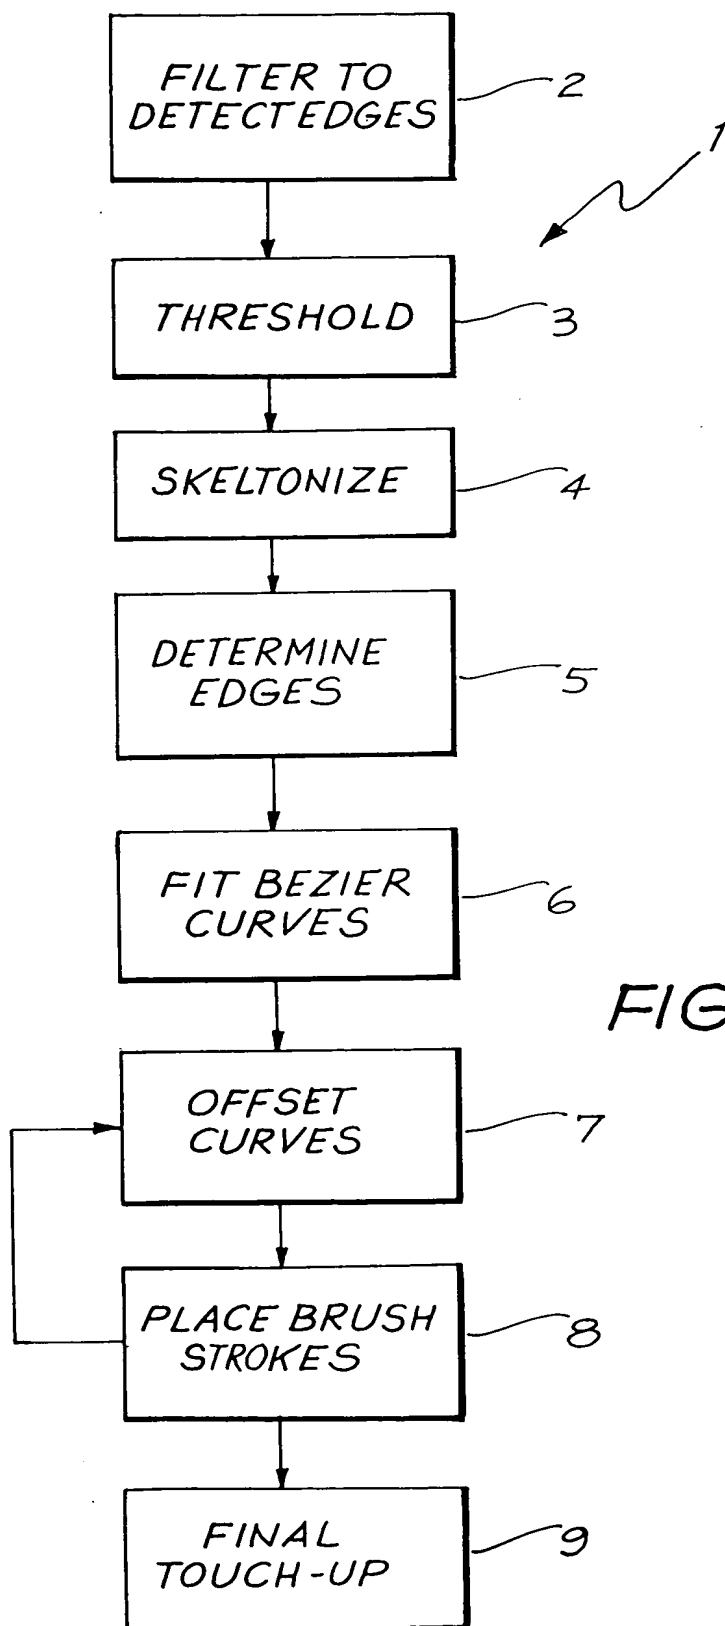 FILTER TO
DETECT EDGES
2
1
THRESHOLD
3
SKELTONIZE
4
DETERMINE
EDGES
5
FIT BEZIER
CURVES
6
FIG
OFFSET
CURVES
7
PLACE BRUSH
STROKES
8
FINAL
TOUCH-UP
9